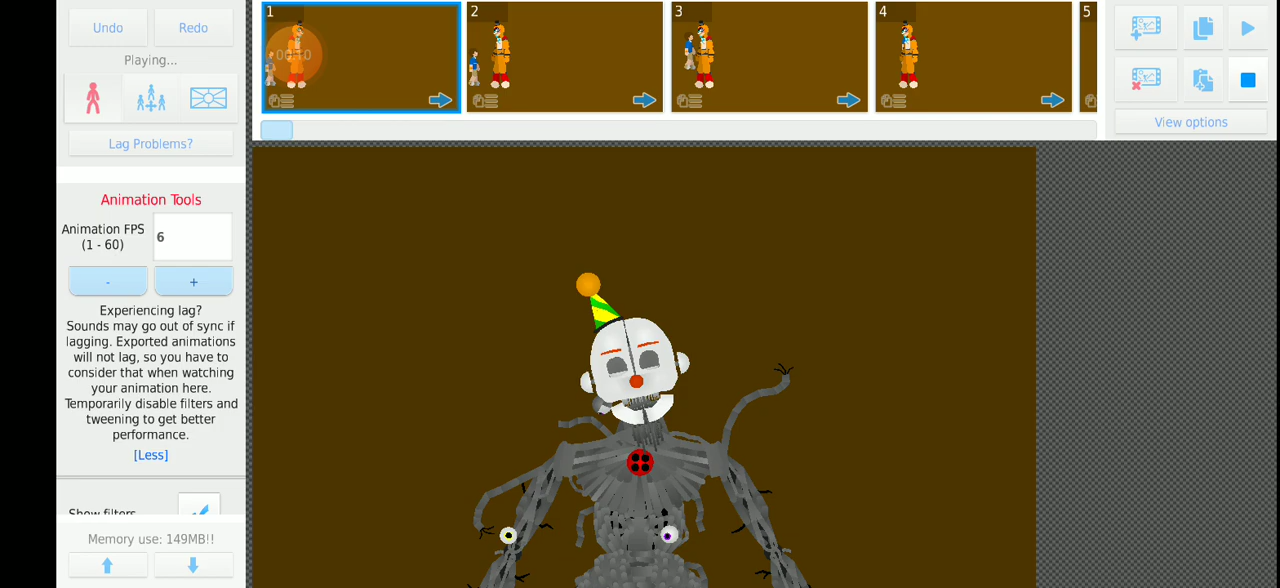 Undo
Redo
Playing...
Lag Problems?
Animation Tools
Animation FPS
(1 - 60)
6
-
+
Experiencing lag?
Sounds may go out of sync if
lagging. Exported animations
will not lag, so you have to
consider that when watching
your animation here.
Temporarily disable filters and
tweening to get better
performance.
[Less]
Show filters
Memory use: 149MB!!
1
00:10
2
3
4
5
View options